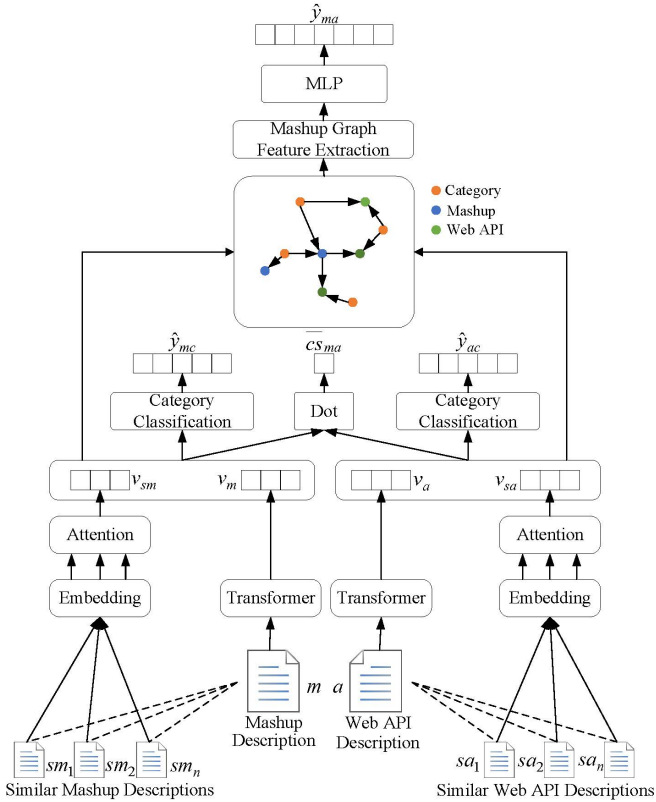 ŷma
MLP
Mashup Graph
Feature Extraction
Category
Mashup
Web API
ŷmc
c̅s̅ma
ŷac
Category
Classification
Dot
Category
Classification
vsm
vm
va
vsa
Attention
Attention
Embedding
Transformer
Transformer
Embedding
m a
Mashup
Description
Web API
Description
sm1 sm2 smn
sa1 sa2 san
Similar Mashup Descriptions
Similar Web API Descriptions